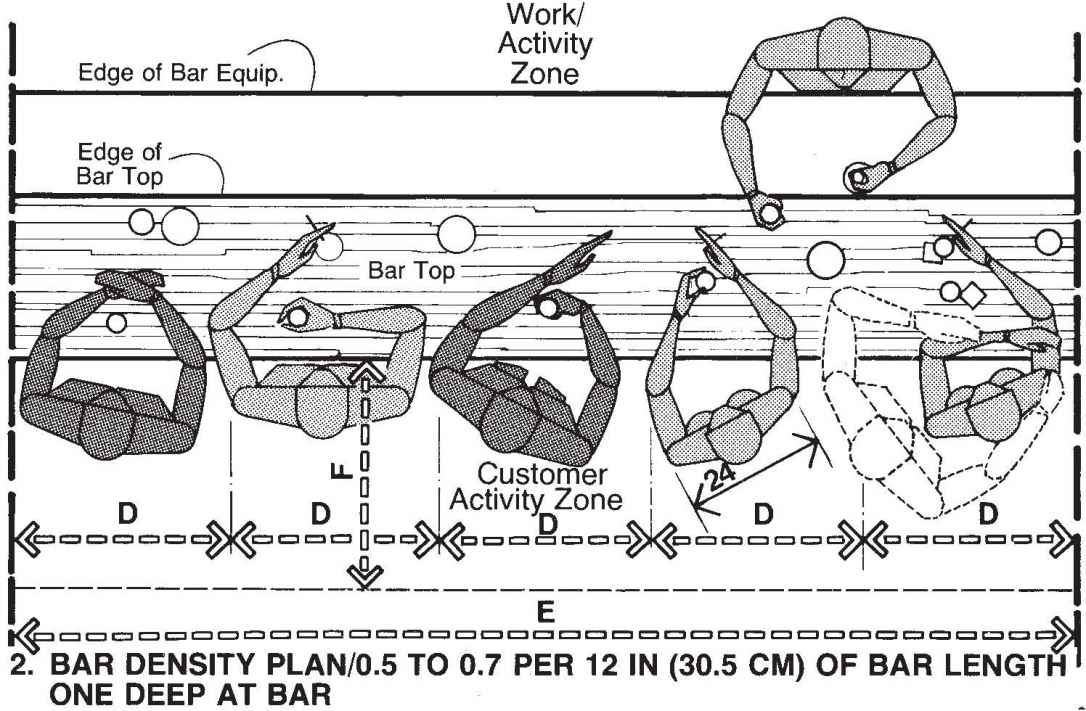 Work/
Activity
Zone
Edge of Bar Equip.
Edge of
Bar Top
Bar Top
F
24
Customer
Activity Zone
D
D
D
D
D
E
2. BAR DENSITY PLAN/0.5 TO 0.7 PER 12 IN (30.5 CM) OF BAR LENGTH
ONE DEEP AT BAR